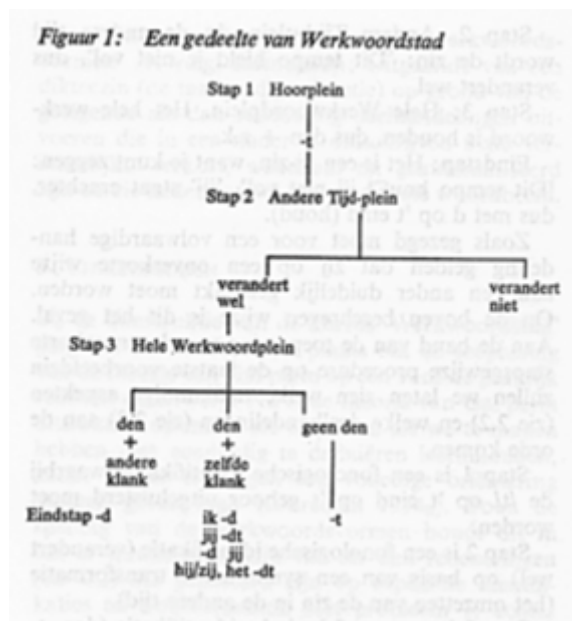 Figuur 1: Een gedeelte van Werkwoordstad
Stap 1 Hoorplein
-t
Stap 2 Andere Tijd-plein
verandert wel
verandert niet
Stap 3 Hele Werkwoordplein
den + andere klank
den + zelfde klank
geen den
Eindstap -d
ik -d
jij -dt
-d jij
hij/zij, het -dt
-t